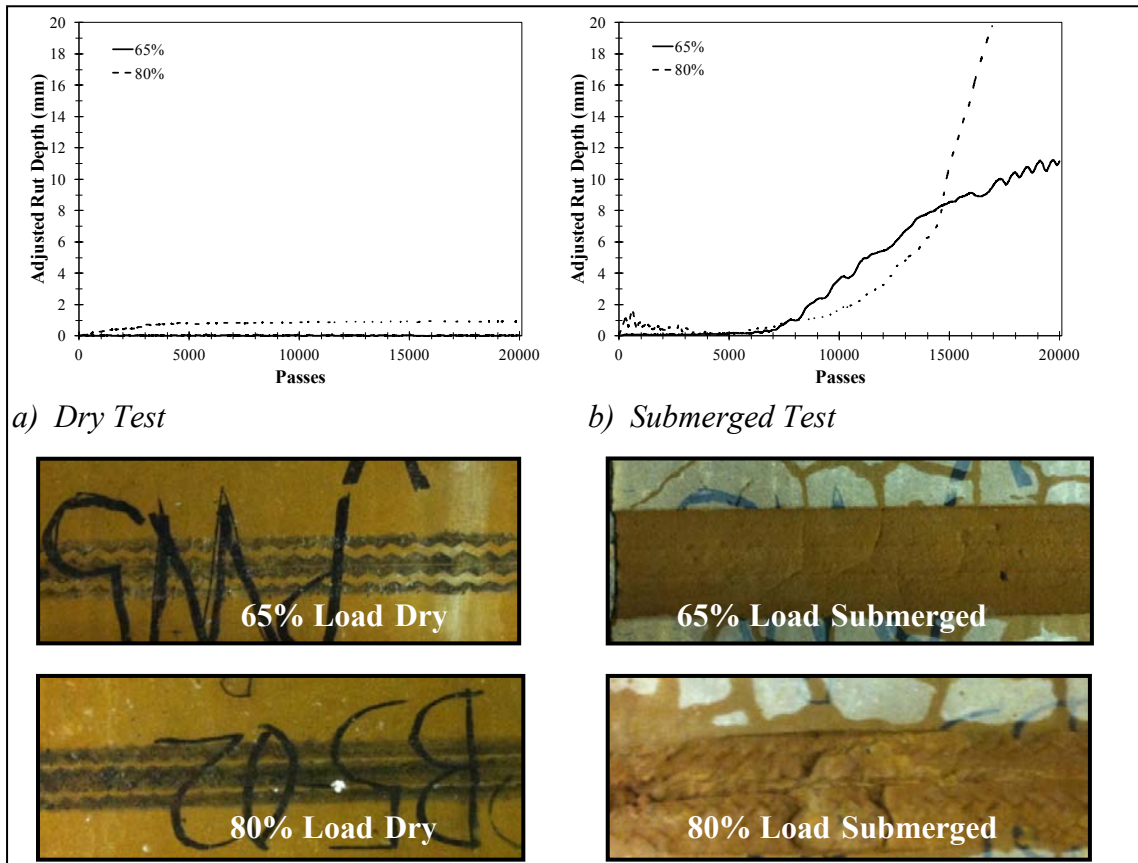 20
18
16
14
12
10
8
6
4
2
0
Adjusted Rut Depth (mm)
65%
80%
0 5000 10000 15000 20000
Passes
20
18
16
14
12
10
8
6
4
2
0
Adjusted Rut Depth (mm)
65%
80%
0 5000 10000 15000 20000
Passes
a) Dry Test
b) Submerged Test
65% Load Dry
65% Load Submerged
80% Load Dry
80% Load Submerged